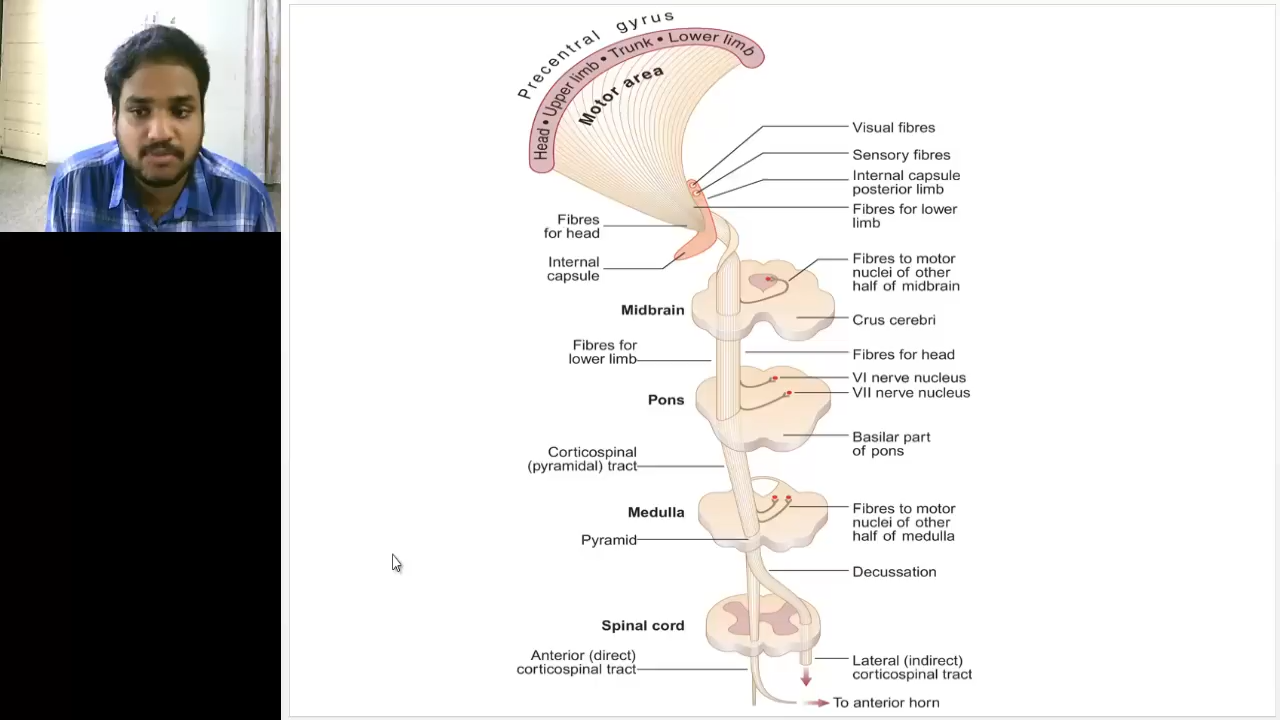 Precentral gyrus
Head • Upper limb • Trunk • Lower limb
Motor area
Visual fibres
Sensory fibres
Internal capsule
posterior limb
Fibres for lower
limb
Fibres
for head
Internal
capsule
Fibres to motor
nuclei of other
half of midbrain
Midbrain
Crus cerebri
Fibres for
lower limb
Fibres for head
VI nerve nucleus
VII nerve nucleus
Pons
Basilar part
of pons
Corticospinal
(pyramidal) tract
Medulla
Fibres to motor
nuclei of other
half of medulla
Pyramid
Decussation
Spinal cord
Anterior (direct)
corticospinal tract
Lateral (indirect)
corticospinal tract
To anterior horn